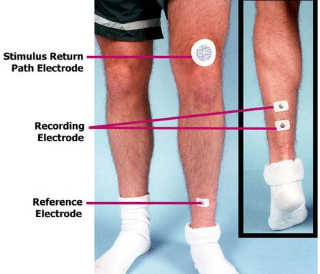 Stimulus Return
Path Electrode
Recording
Electrode
Reference
Electrode